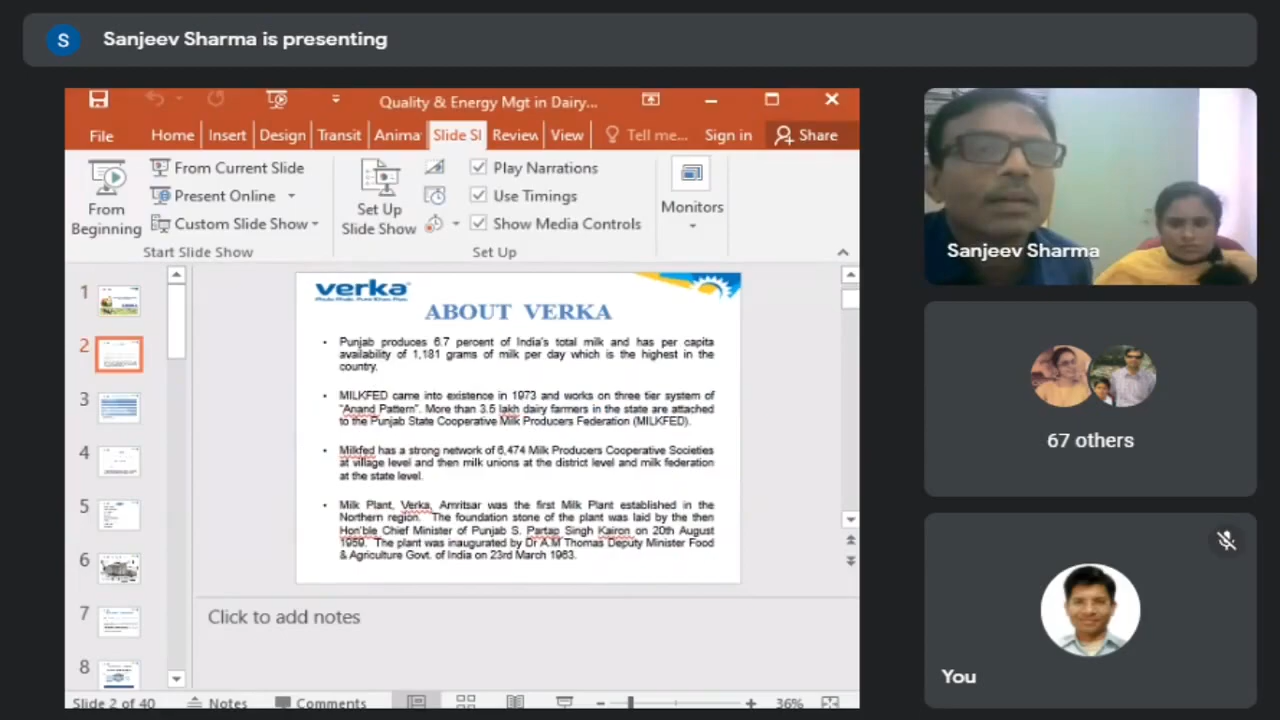 S
Sanjeev Sharma is presenting
Quality & Energy Mgt in Dairy...
File Home Insert Design Transit Anima Slide Sl Review View Tell me... Sign in Share
From Beginning
From Current Slide
Present Online
Custom Slide Show
Start Slide Show
Set Up
Slide Show
Play Narrations
Use Timings
Show Media Controls
Set Up
Monitors
1
2
3
4
5
6
7
8
verka
ABOUT VERKA
• Punjab produces 6.7 percent of India's total milk and has per capita
availability of 1,181 grams of milk per day which is the highest in the
country.
• MILKFED came into existence in 1973 and works on three tier system of
"Anand Pattern". More than 3.5 lakh dairy farmers in the state are attached
to the Punjab State Cooperative Milk Producers Federation (MILKFED).
• Milkfed has a strong network of 6,474 Milk Producers Cooperative Societies
at village level and then milk unions at the district level and milk federation
at the state level.
• Milk Plant, Verka, Amritsar was the first Milk Plant established in the
Northern region. The foundation stone of the plant was laid by the then
Hon'ble Chief Minister of Punjab S. Partap Singh Kairon on 20th August
1959. The plant was inaugurated by Dr A.M Thomas Deputy Minister Food
& Agriculture Govt. of India on 23rd March 1963.
Click to add notes
Slide 2 of 40 Notes Comments 36%
Sanjeev Sharma
67 others
You